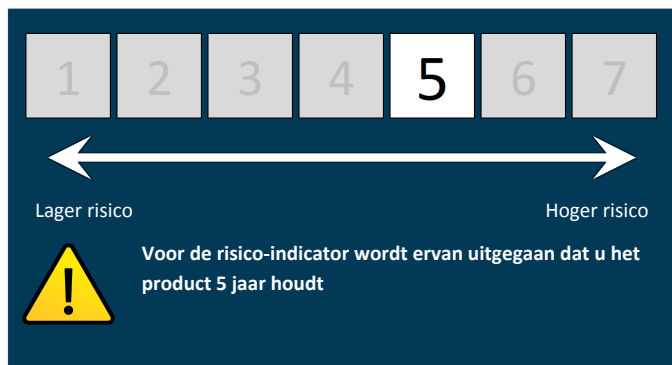 1 2 3 4 5 6 7
Lager risico Hoger risico
Voor de risico-indicator wordt ervan uitgegaan dat u het
product 5 jaar houdt